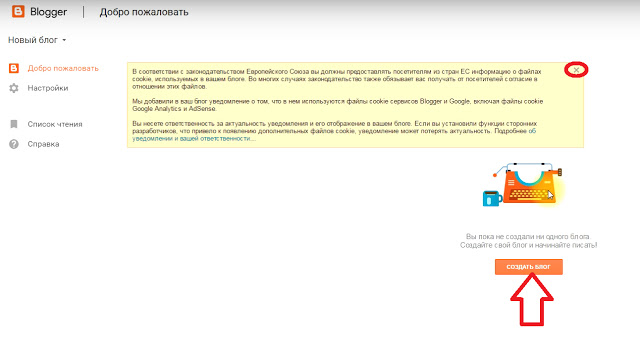 Blogger
Добро пожаловать
Новый блог
Добро пожаловать
Настройки
Список чтения
Справка
В соответствии с законодательством Европейского Союза вы должны предоставлять посетителям из стран ЕС информацию о файлах
cookie, используемых в вашем блоге. Во многих случаях законодательство также обязывает вас получать от посетителей согласие в
отношении этих файлов.
Мы добавили в ваш блог уведомление о том, что в нем используются файлы cookie сервисов Blogger и Google, включая файлы cookie
Google Analytics и AdSense.
Вы несете ответственность за актуальность уведомления и его отображение в вашем блоге. Если вы установили функции сторонних
разработчиков, что привело к появлению дополнительных файлов cookie, уведомление может потерять актуальность. Подробнее об
уведомлении и вашей ответственности...
Вы пока не создали ни одного блога.
Создайте свой блог и начинайте писать!
СОЗДАТЬ БЛОГ